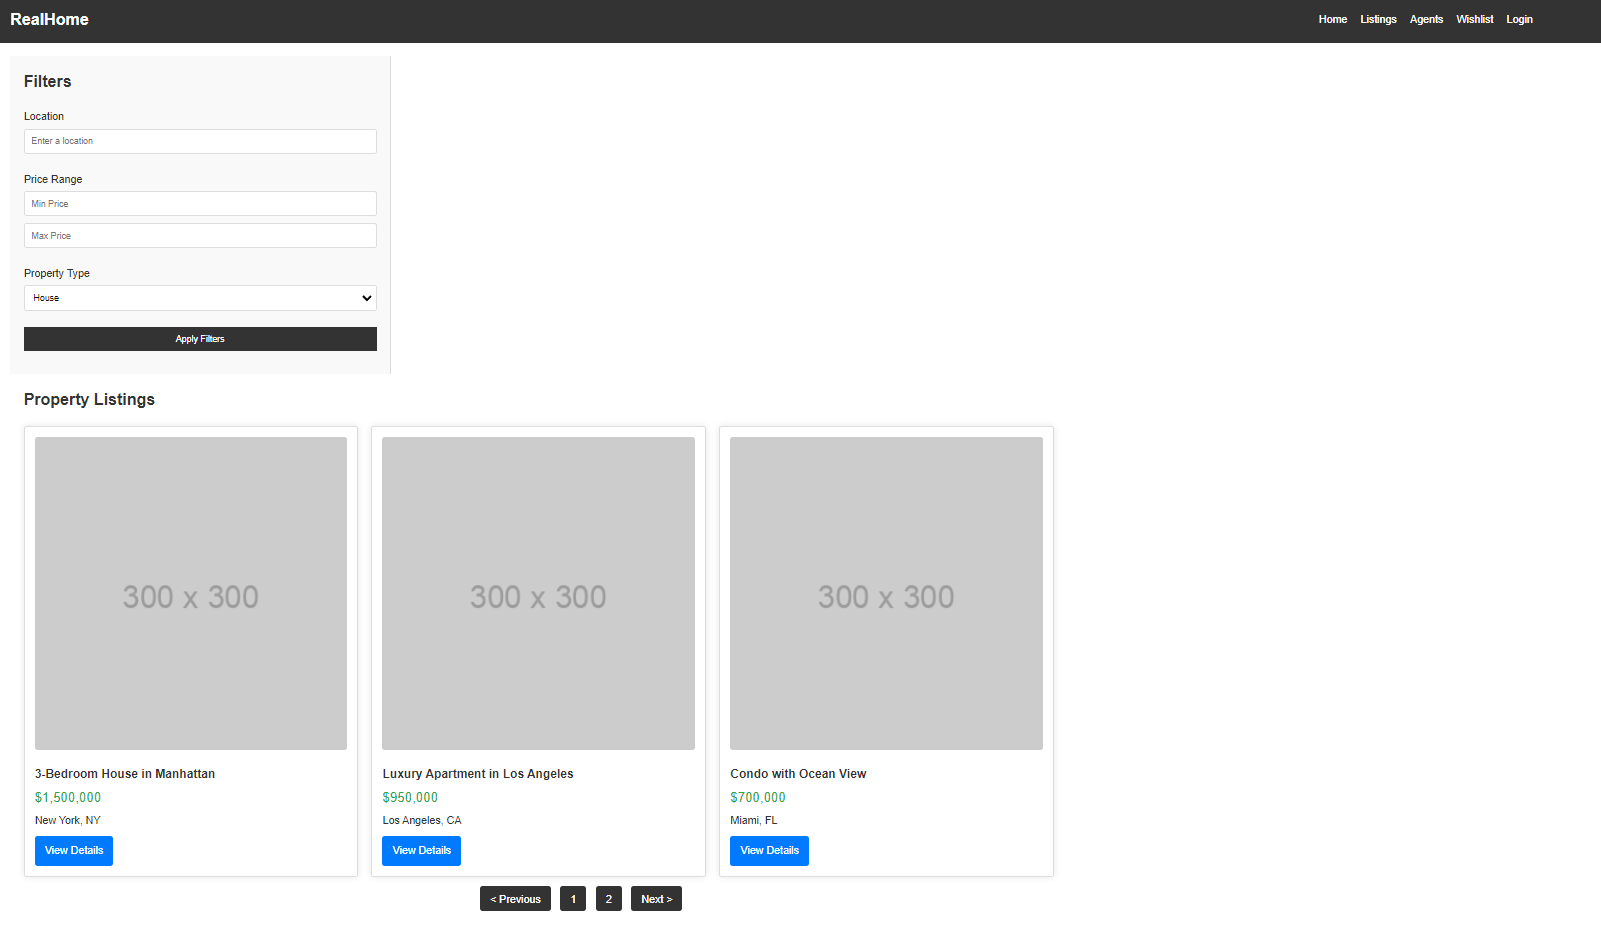 RealHome
Home Listings Agents Wishlist Login
Filters
Location
Enter a location
Price Range
Min Price
Max Price
Property Type
House
Apply Filters
Property Listings
300 x 300
300 x 300
300 x 300
3-Bedroom House in Manhattan
$1,500,000
New York, NY
View Details
Luxury Apartment in Los Angeles
$950,000
Los Angeles, CA
View Details
Condo with Ocean View
$700,000
Miami, FL
View Details
< Previous 1 2 Next >